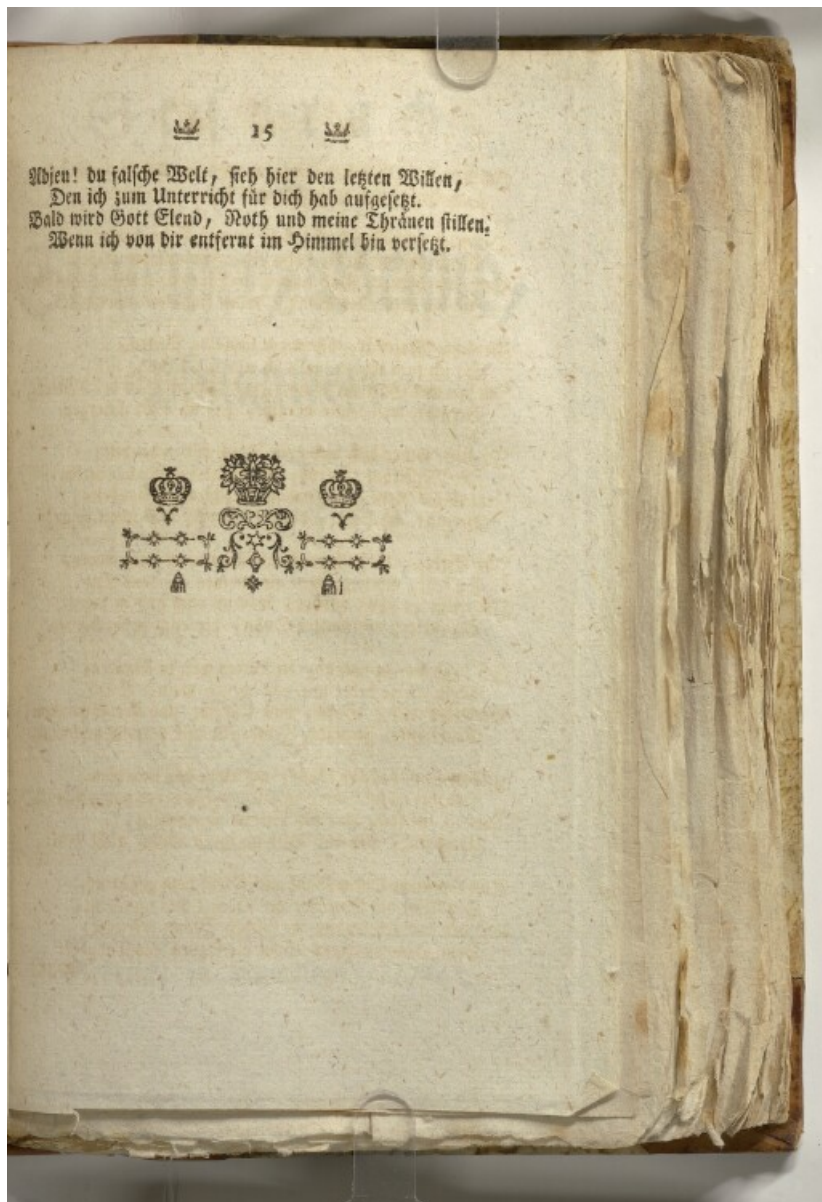 15
Adjeu! du falsche Welt, sieh hier den letzten Willen,
Den ich zum Unterricht für dich hab aufgesetzt.
Bald wird Gott Elend, Noth und meine Thränen stillen,
Wenn ich von dir entfernt im Himmel bin versetzt.